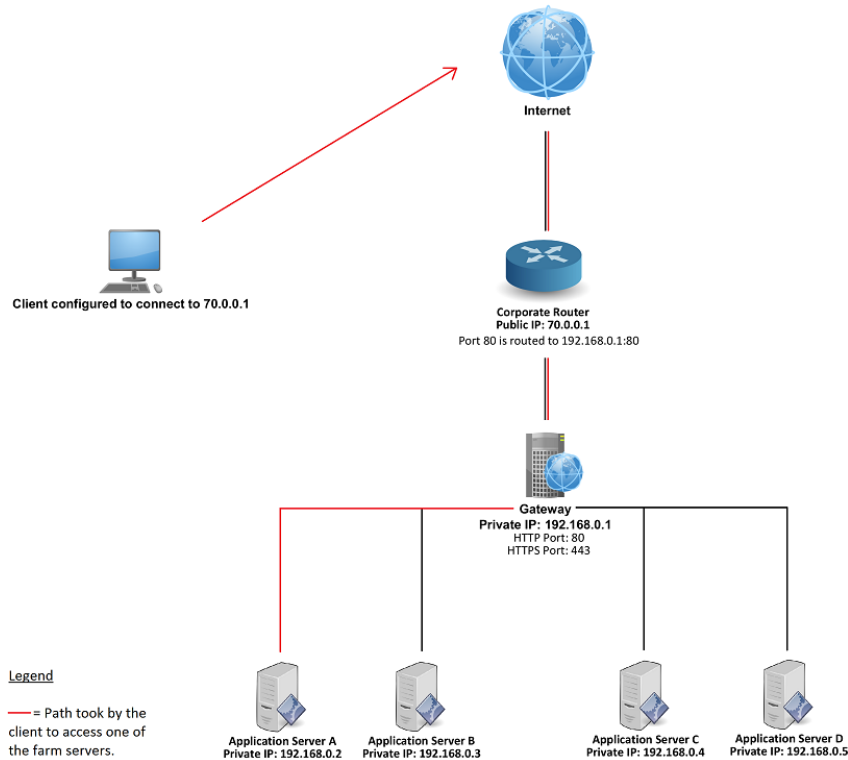 Internet
Client configured to connect to 70.0.0.1
Corporate Router
Public IP: 70.0.0.1
Port 80 is routed to 192.168.0.1:80
Gateway
Private IP: 192.168.0.1
HTTP Port: 80
HTTPS Port: 443
Legend
= Path took by the
client to access one of
the farm servers.
Application Server A
Private IP: 192.168.0.2
Application Server B
Private IP: 192.168.0.3
Application Server C
Private IP: 192.168.0.4
Application Server D
Private IP: 192.168.0.5